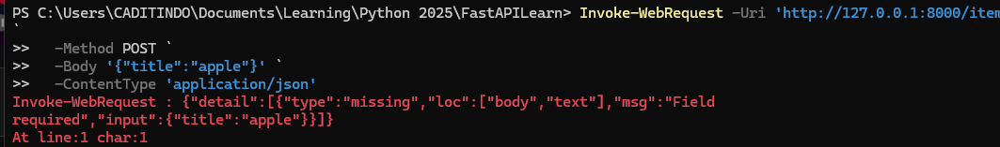 PS C:\Users\CADITINDO\Documents\Learning\Python 2025\FastAPILearn> Invoke-WebRequest -Uri 'http://127.0.0.1:8000/item
`
>>   -Method POST `
>>   -Body '{"title":"apple"}' `
>>   -ContentType 'application/json'
Invoke-WebRequest : {"detail":[{"type":"missing","loc":["body","text"],"msg":"Field
required","input":{"title":"apple"}}]}
At line:1 char:1